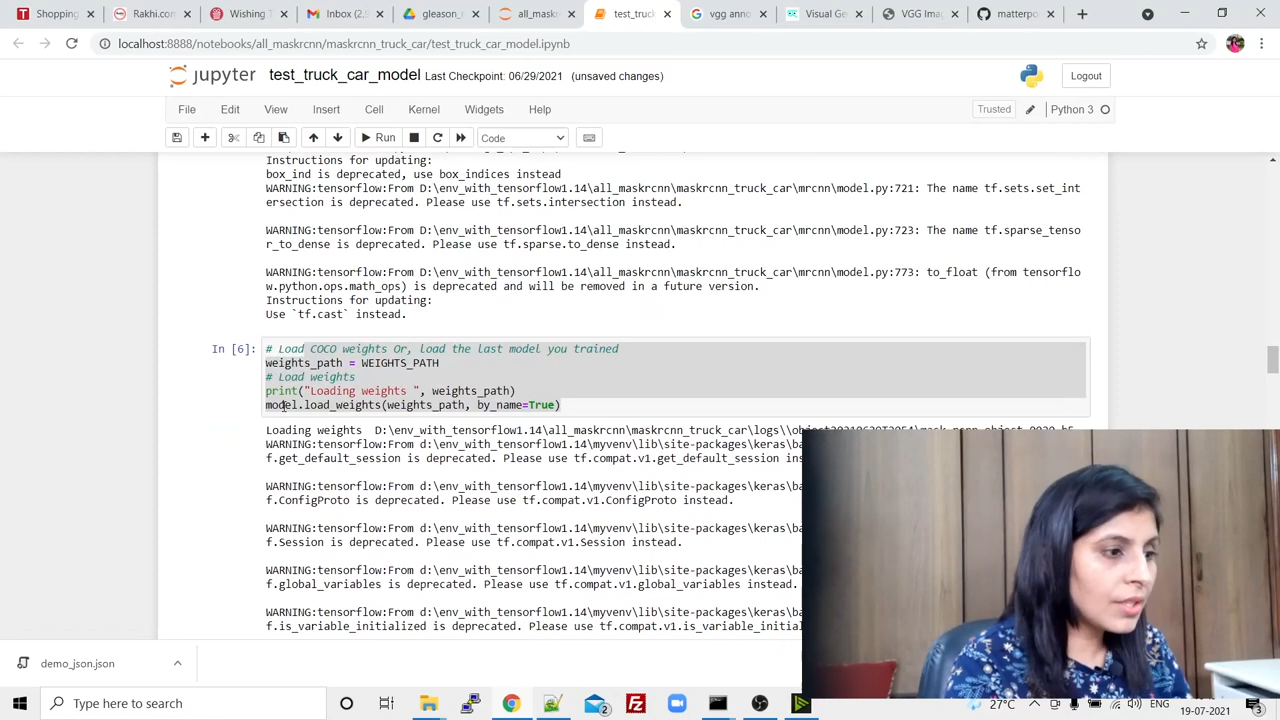 Shopping
Rakhi.com
Wishing T
Inbox (2,9
gleason_r
all_maskrc
test_truck
vgg anno
Visual Ge
VGG Imag
matterpo
localhost:8888/notebooks/all_maskrcnn/maskrcnn_truck_car/test_truck_car_model.ipynb
jupyter test_truck_car_model Last Checkpoint: 06/29/2021 (unsaved changes)
Logout
File Edit View Insert Cell Kernel Widgets Help
Trusted Python 3
Run Code
Instructions for updating:
box_ind is deprecated, use box_indices instead
WARNING:tensorflow:From D:\env_with_tensorflow1.14\all_maskrcnn\maskrcnn_truck_car\mrcnn\model.py:721: The name tf.sets.set_int
ersection is deprecated. Please use tf.sets.intersection instead.
WARNING:tensorflow:From D:\env_with_tensorflow1.14\all_maskrcnn\maskrcnn_truck_car\mrcnn\model.py:723: The name tf.sparse_tenso
r_to_dense is deprecated. Please use tf.sparse.to_dense instead.
WARNING:tensorflow:From D:\env_with_tensorflow1.14\all_maskrcnn\maskrcnn_truck_car\mrcnn\model.py:773: to_float (from tensorflo
w.python.ops.math_ops) is deprecated and will be removed in a future version.
Instructions for updating:
Use `tf.cast` instead.
In [6]: # Load COCO weights Or, load the last model you trained
weights_path = WEIGHTS_PATH
# Load weights
print("Loading weights ", weights_path)
model.load_weights(weights_path, by_name=True)
Loading weights D:\env_with_tensorflow1.14\all_maskrcnn\maskrcnn_truck_car\logs\\object20210629T2054\mask_rcnn_object_0020.h5
WARNING:tensorflow:From d:\env_with_tensorflow1.14\myvenv\lib\site-packages\keras\ba
f.get_default_session is deprecated. Please use tf.compat.v1.get_default_session ins
WARNING:tensorflow:From d:\env_with_tensorflow1.14\myvenv\lib\site-packages\keras\ba
f.ConfigProto is deprecated. Please use tf.compat.v1.ConfigProto instead.
WARNING:tensorflow:From d:\env_with_tensorflow1.14\myvenv\lib\site-packages\keras\ba
f.Session is deprecated. Please use tf.compat.v1.Session instead.
WARNING:tensorflow:From d:\env_with_tensorflow1.14\myvenv\lib\site-packages\keras\ba
f.global_variables is deprecated. Please use tf.compat.v1.global_variables instead.
WARNING:tensorflow:From d:\env_with_tensorflow1.14\myvenv\lib\site-packages\keras\ba
f.is_variable_initialized is deprecated. Please use tf.compat.v1.is_variable_initial
demo_json.json
Type here to search
2
27°C
ENG
19-07-2021
3